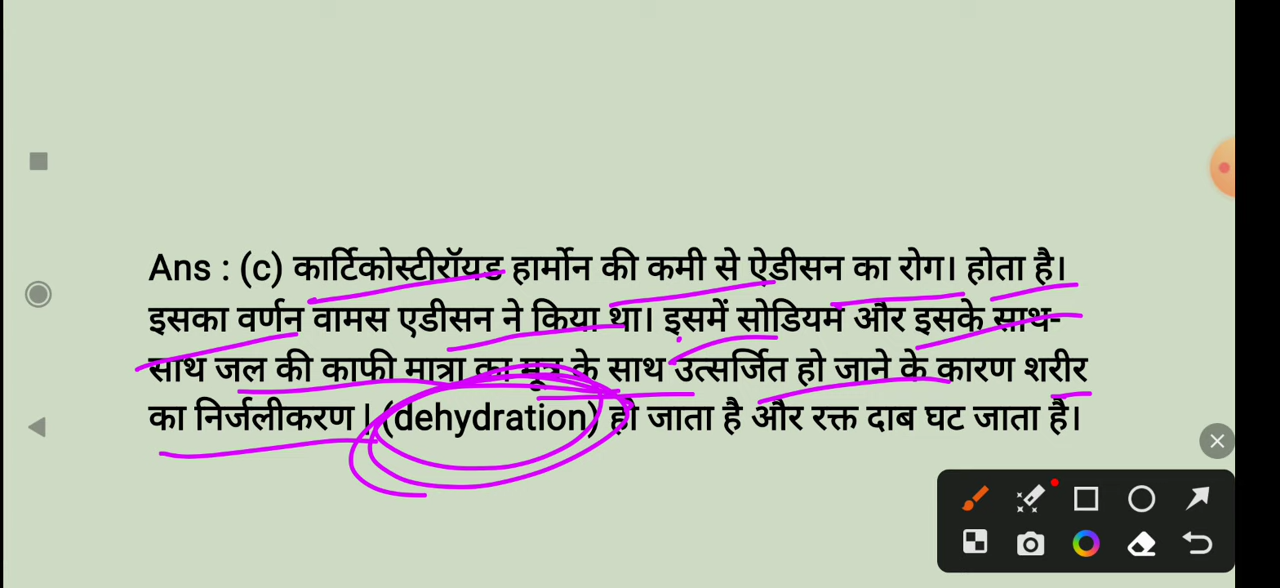 Ans : (c) कार्टिकोस्टीरॉयड हार्मोन की कमी से ऐडीसन का रोग। होता है।
इसका वर्णन वामस एडीसन ने किया था। इसमें सोडियम और इसके साथ-
साथ जल की काफी मात्रा का मूत्र के साथ उत्सर्जित हो जाने के कारण शरीर
का निर्जलीकरण | (dehydration) हो जाता है और रक्त दाब घट जाता है।